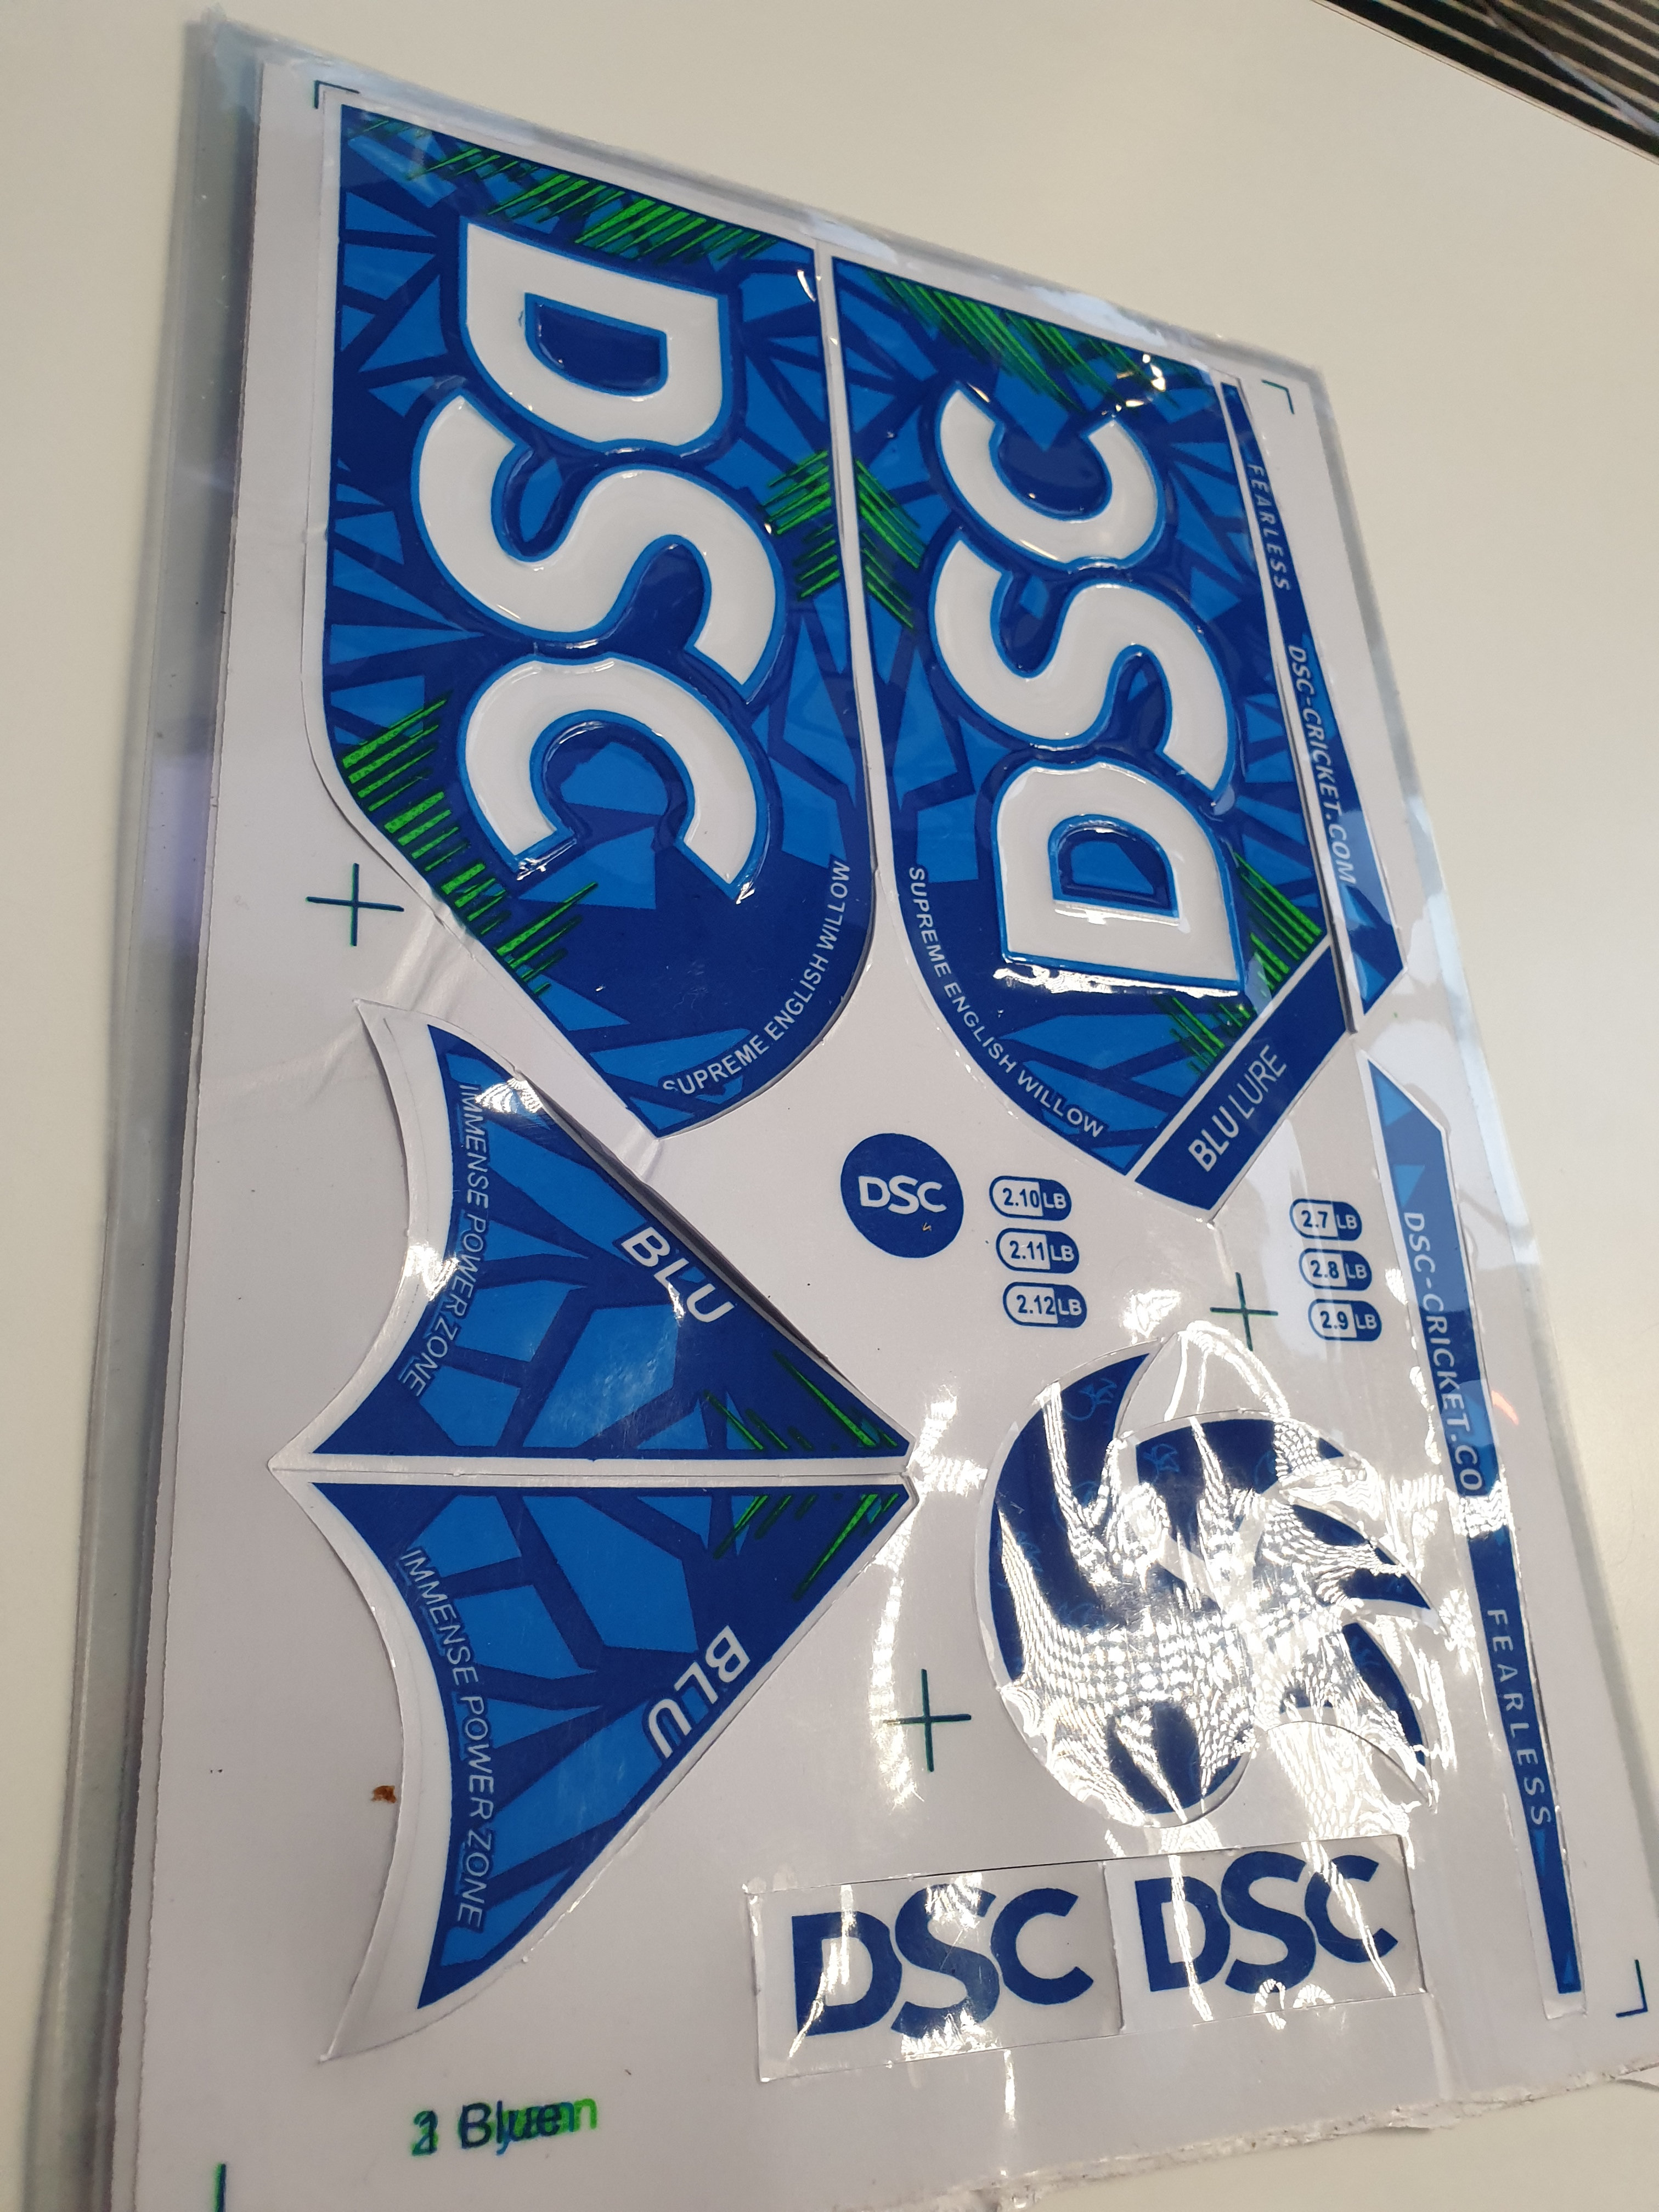 DSC
SUPREME ENGLISH WILLOW
DSC
SUPREME ENGLISH WILLOW
BLU LURE
FEARLESS
DSC-CRICKET.COM
IMMENSE POWER ZONE
BLU
DSC
2.10 LB
2.11 LB
2.12 LB
2.7 LB
2.8 LB
2.9 LB
DSC-CRICKET.CO
FEARLESS
IMMENSE POWER ZONE
BLU
DSC
DSC